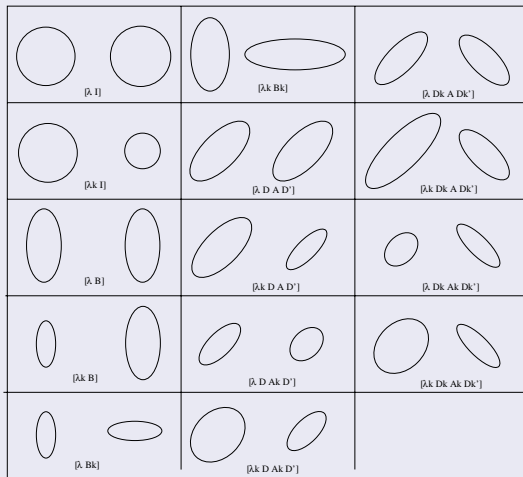 [λ I]
[λk Bk]
[λ Dk A Dk']
[λk I]
[λ D A D']
[λk Dk A Dk']
[λ B]
[λk D A D']
[λ Dk Ak Dk']
[λk B]
[λ D Ak D']
[λk Dk Ak Dk']
[λ Bk]
[λk D Ak D']